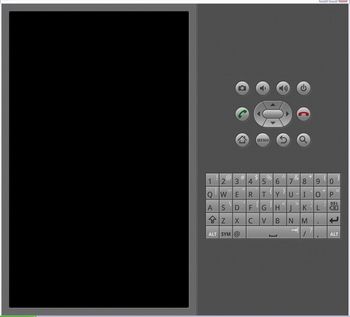 MENU
1 2 3 4 5 6 7 8 9 0
Q W E R T Y U I O P
A S D F G H J K L DEL
Z X C V B N M .
ALT SYM @ / , ALT